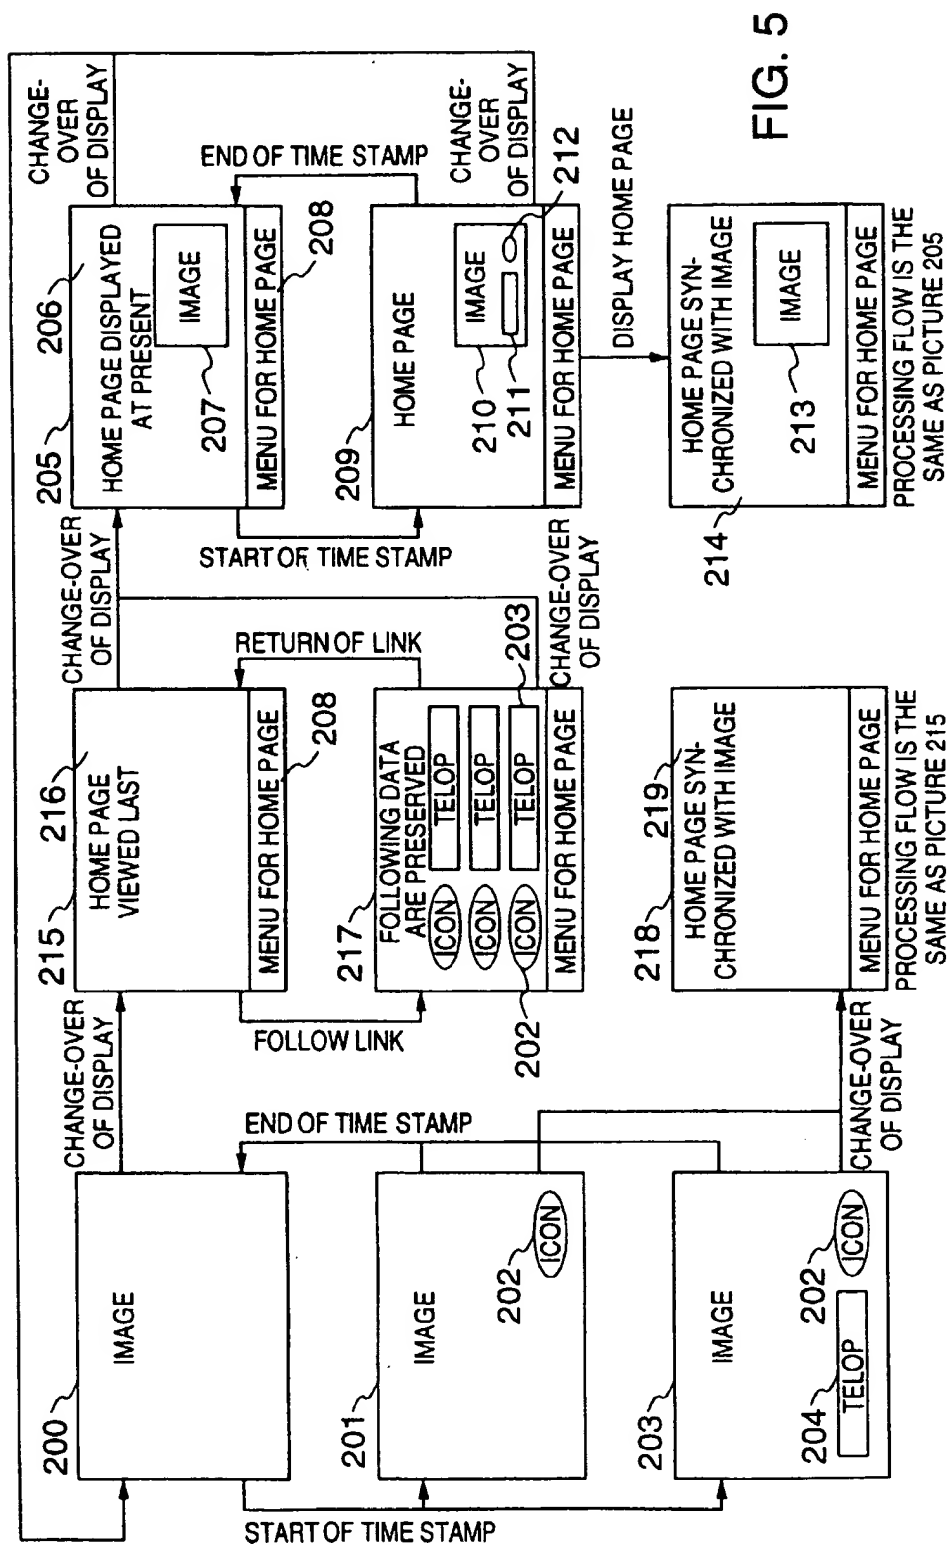 CHANGE-
OVER
OF DISPLAY
205
206
HOME PAGE DISPLAYED
AT PRESENT
207
IMAGE
MENU FOR HOME PAGE
208
END OF TIME STAMP
START OF TIME STAMP
CHANGE-
OVER
OF DISPLAY
209
HOME PAGE
IMAGE
210
211
212
MENU FOR HOME PAGE
DISPLAY HOME PAGE
HOME PAGE SYN-
CHRONIZED WITH IMAGE
214
213
IMAGE
MENU FOR HOME PAGE
PROCESSING FLOW IS THE
SAME AS PICTURE 205
CHANGE-OVER
OF DISPLAY
215
216
HOME PAGE
VIEWED LAST
MENU FOR HOME PAGE
208
RETURN OF LINK
FOLLOW LINK
217
FOLLOWING DATA
ARE PRESERVED
ICON
TELOP
ICON
TELOP
ICON
TELOP
202
203
MENU FOR HOME PAGE
CHANGE-OVER
OF DISPLAY
218
219
HOME PAGE SYN-
CHRONIZED WITH IMAGE
MENU FOR HOME PAGE
PROCESSING FLOW IS THE
SAME AS PICTURE 215
CHANGE-OVER
OF DISPLAY
200
IMAGE
END OF TIME STAMP
201
IMAGE
202
ICON
203
IMAGE
204
TELOP
202
ICON
CHANGE-OVER
OF DISPLAY
START OF TIME STAMP
FIG. 5